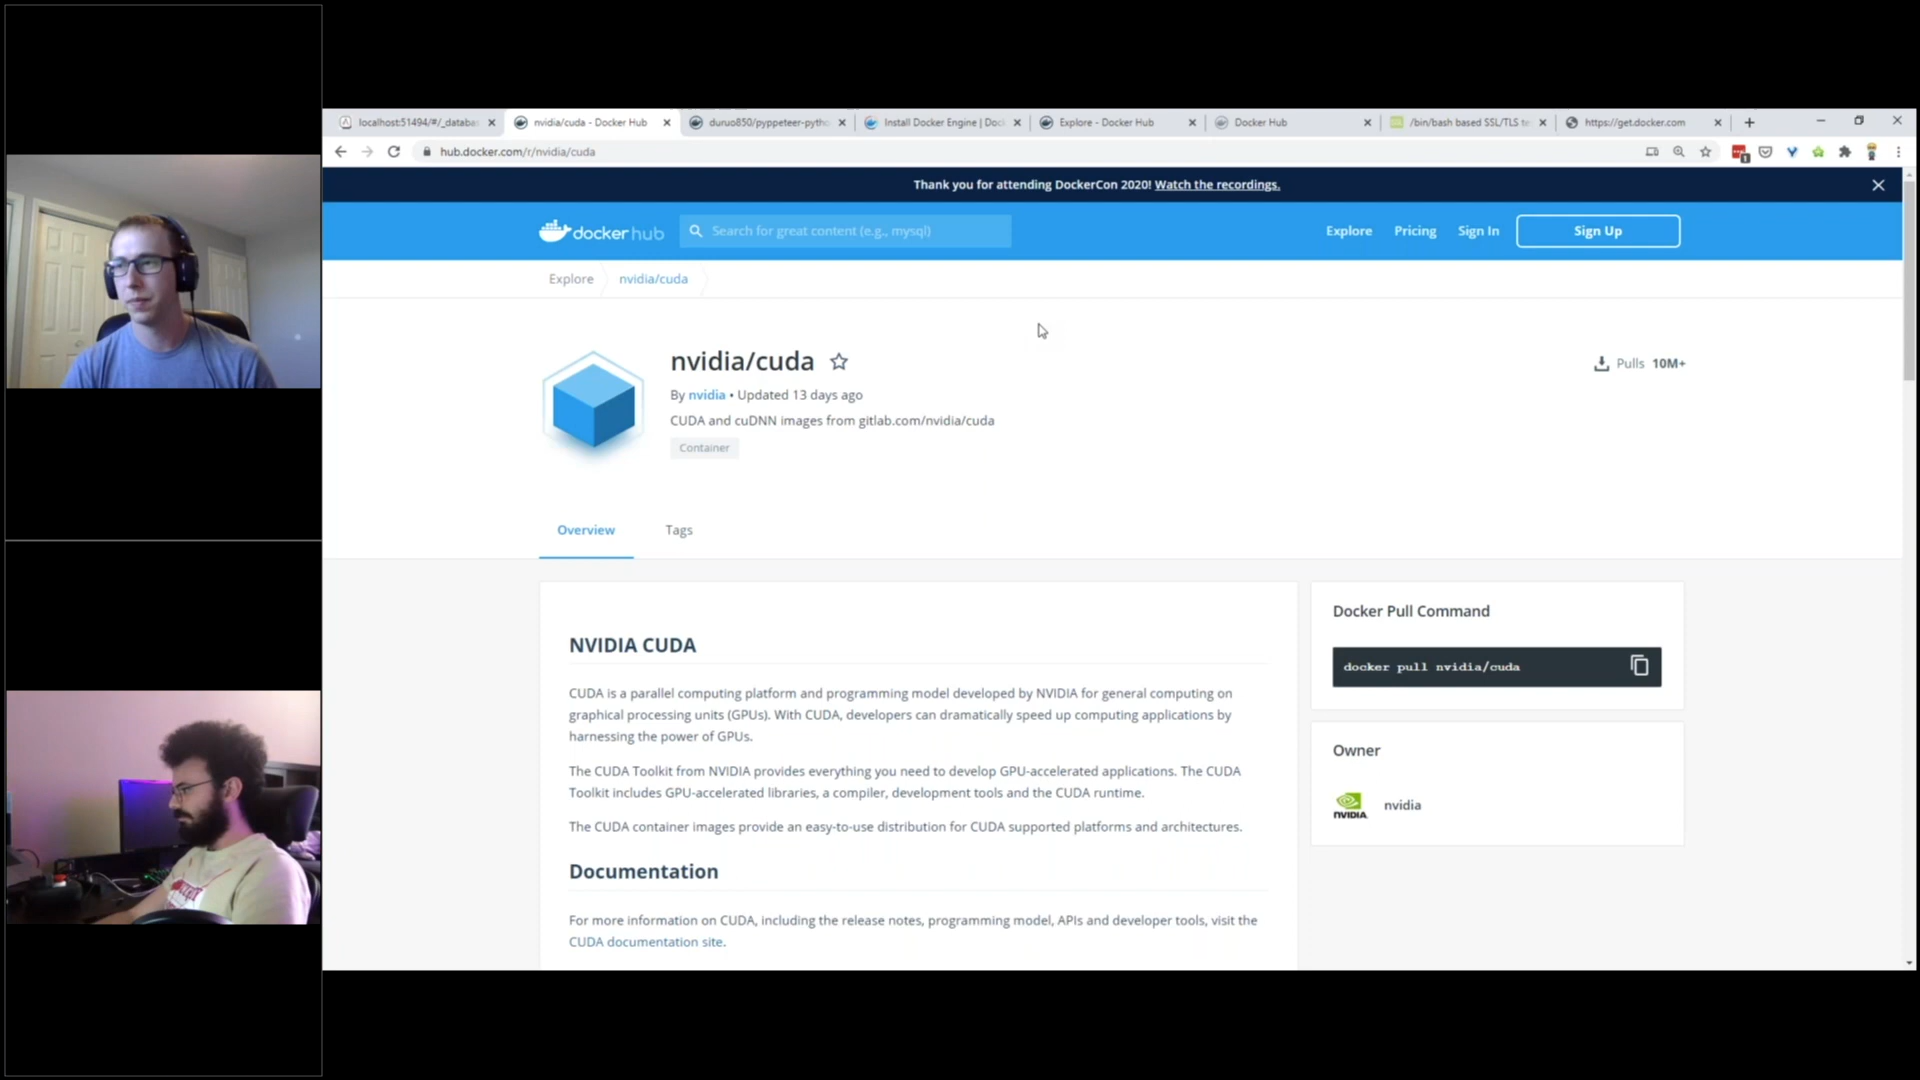 localhost:51494/#/_databa
nvidia/cuda - Docker Hub
duruo850/pyppeteer-pytho
Install Docker Engine | Doc
Explore - Docker Hub
Docker Hub
/bin/bash based SSL/TLS te
https://get.docker.com
hub.docker.com/r/nvidia/cuda
Thank you for attending DockerCon 2020! Watch the recordings.
docker hub
Search for great content (e.g., mysql)
Explore
Pricing
Sign In
Sign Up
Explore
nvidia/cuda
nvidia/cuda
Pulls 10M+
By nvidia • Updated 13 days ago
CUDA and cuDNN images from gitlab.com/nvidia/cuda
Container
Overview
Tags
NVIDIA CUDA
CUDA is a parallel computing platform and programming model developed by NVIDIA for general computing on
graphical processing units (GPUs). With CUDA, developers can dramatically speed up computing applications by
harnessing the power of GPUs.
The CUDA Toolkit from NVIDIA provides everything you need to develop GPU-accelerated applications. The CUDA
Toolkit includes GPU-accelerated libraries, a compiler, development tools and the CUDA runtime.
The CUDA container images provide an easy-to-use distribution for CUDA supported platforms and architectures.
Documentation
For more information on CUDA, including the release notes, programming model, APIs and developer tools, visit the
CUDA documentation site.
Docker Pull Command
docker pull nvidia/cuda
Owner
NVIDIA
nvidia